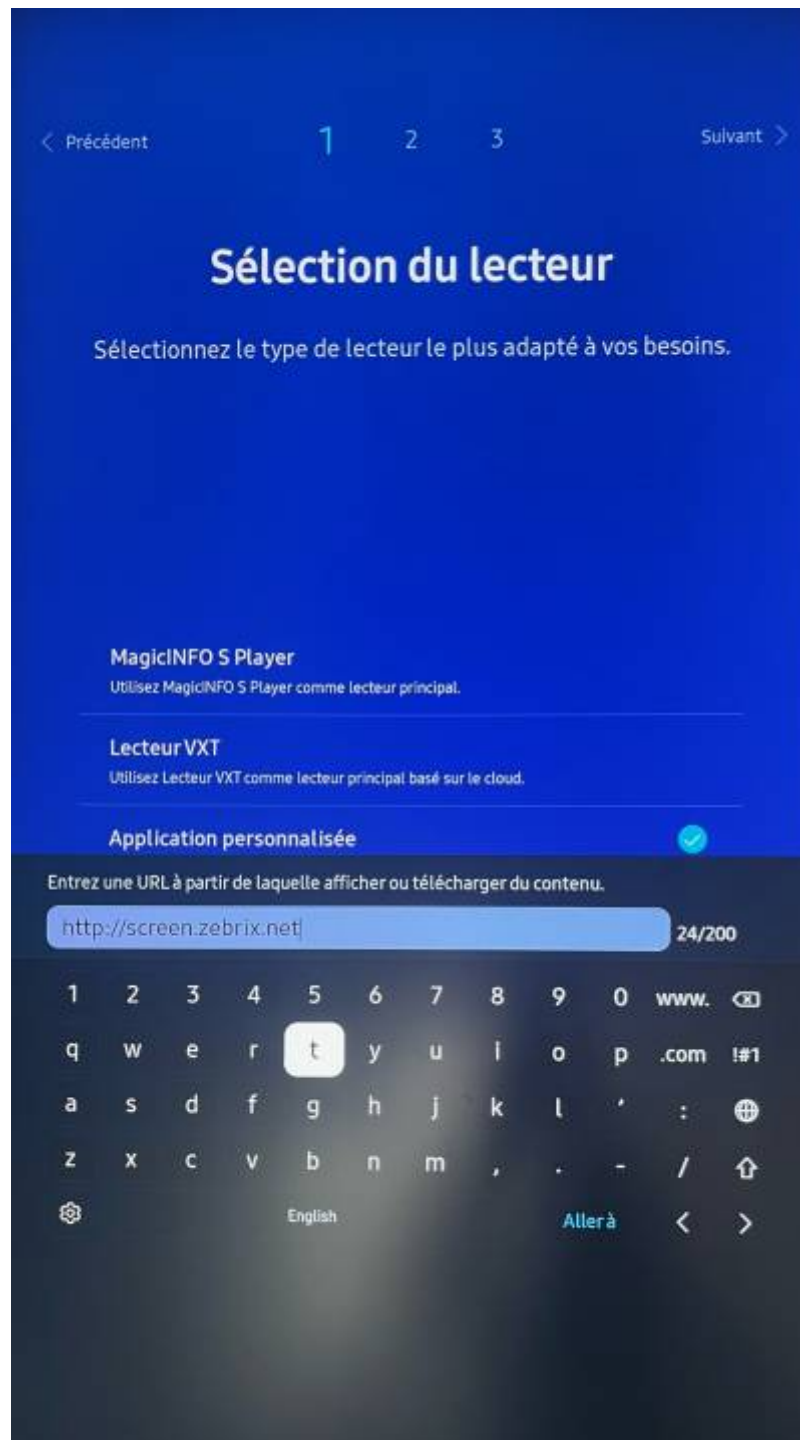 < Précédent 1 2 3 Suivant >
Sélection du lecteur
Sélectionnez le type de lecteur le plus adapté à vos besoins.
MagicINFO S Player
Utilisez MagicINFO S Player comme lecteur principal.
Lecteur VXT
Utilisez Lecteur VXT comme lecteur principal basé sur le cloud.
Application personnalisée
Entrez une URL à partir de laquelle afficher ou télécharger du contenu.
http://screen.zebrix.net 24/200
1 2 3 4 5 6 7 8 9 0 www.
q w e r t y u i o p .com !#1
a s d f g h j k l ' :
z x c v b n m , . - /
English Aller à < >